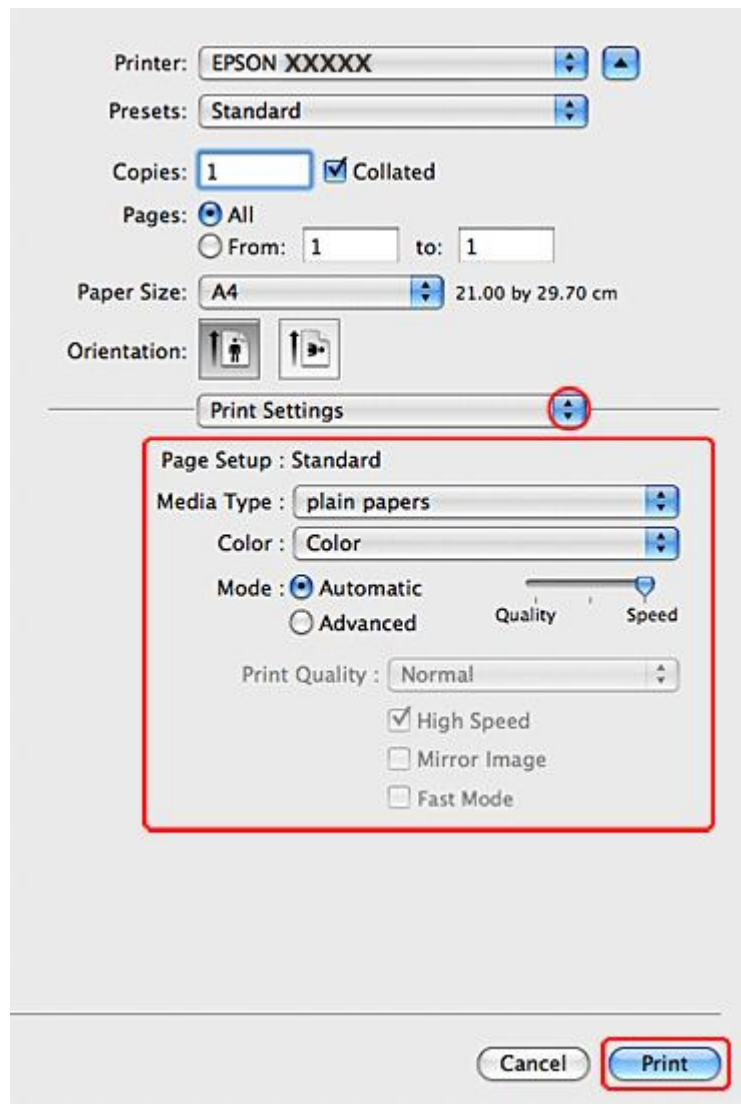 Printer: EPSON XXXXX
Presets: Standard
Copies: 1 Collated
Pages: All
From: 1 to: 1
Paper Size: A4 21.00 by 29.70 cm
Orientation:
Print Settings
Page Setup : Standard
Media Type : plain papers
Color : Color
Mode : Automatic
Advanced Quality Speed
Print Quality : Normal
High Speed
Mirror Image
Fast Mode
Cancel Print